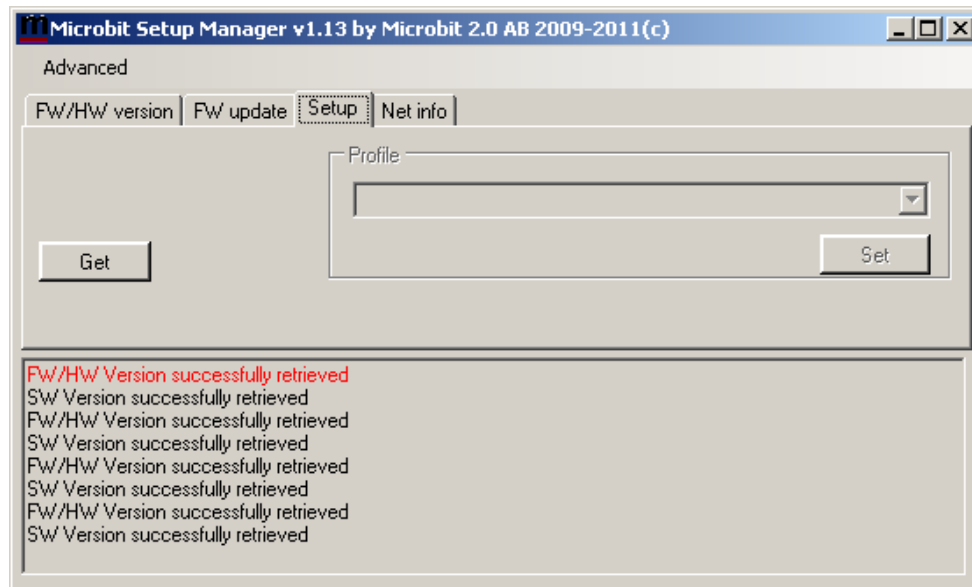 Microbit Setup Manager v1.13 by Microbit 2.0 AB 2009-2011(c)
Advanced
FW/HW version FW update Setup Net info
Profile
Get
Set
FW/HW Version successfully retrieved
SW Version successfully retrieved
FW/HW Version successfully retrieved
SW Version successfully retrieved
FW/HW Version successfully retrieved
SW Version successfully retrieved
FW/HW Version successfully retrieved
SW Version successfully retrieved